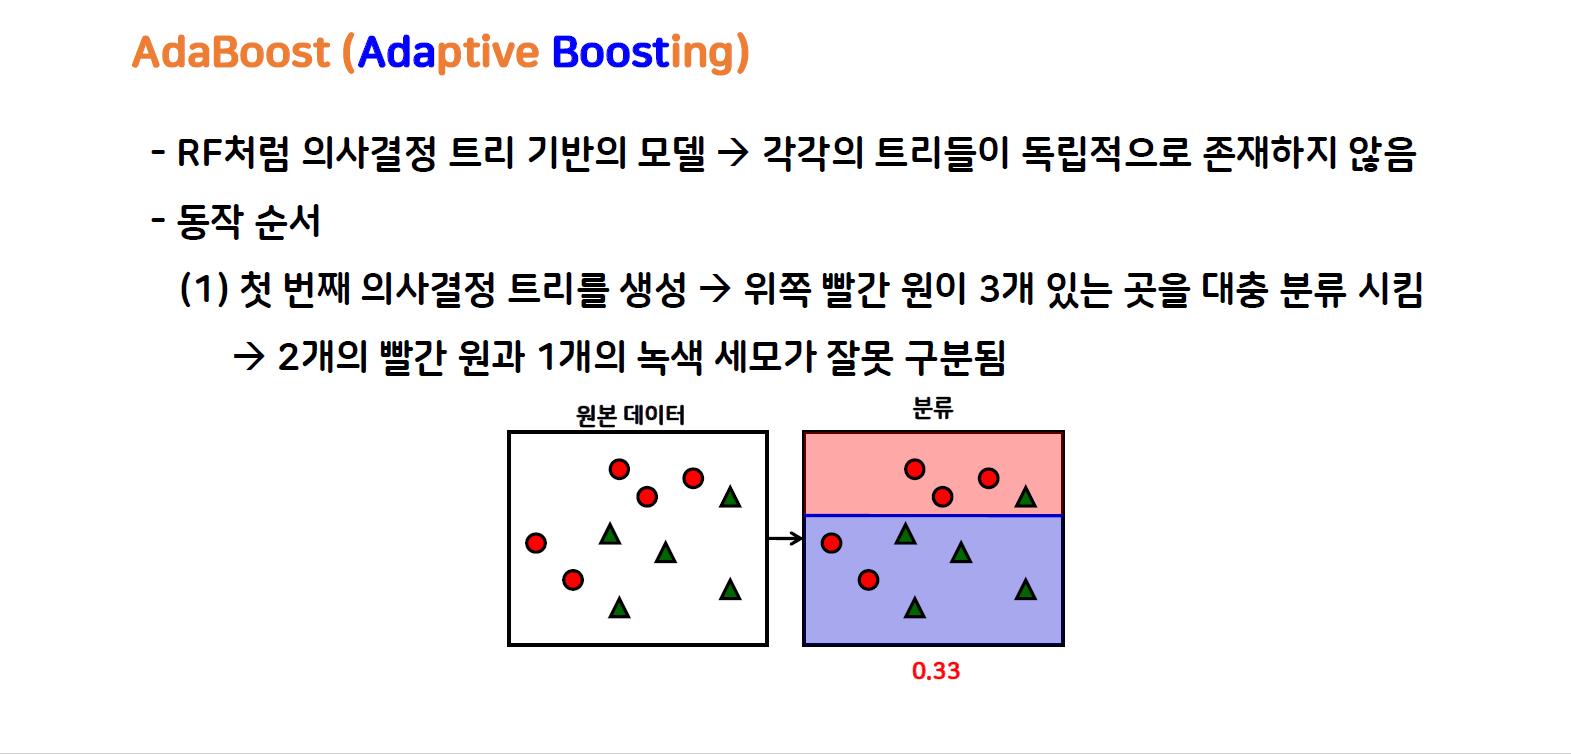 AdaBoost (Adaptive Boosting)
- RF처럼 의사결정 트리 기반의 모델 → 각각의 트리들이 독립적으로 존재하지 않음
- 동작 순서
(1) 첫 번째 의사결정 트리를 생성 → 위쪽 빨간 원이 3개 있는 곳을 대충 분류 시킴
→ 2개의 빨간 원과 1개의 녹색 세모가 잘못 구분됨
원본 데이터
분류
0.33